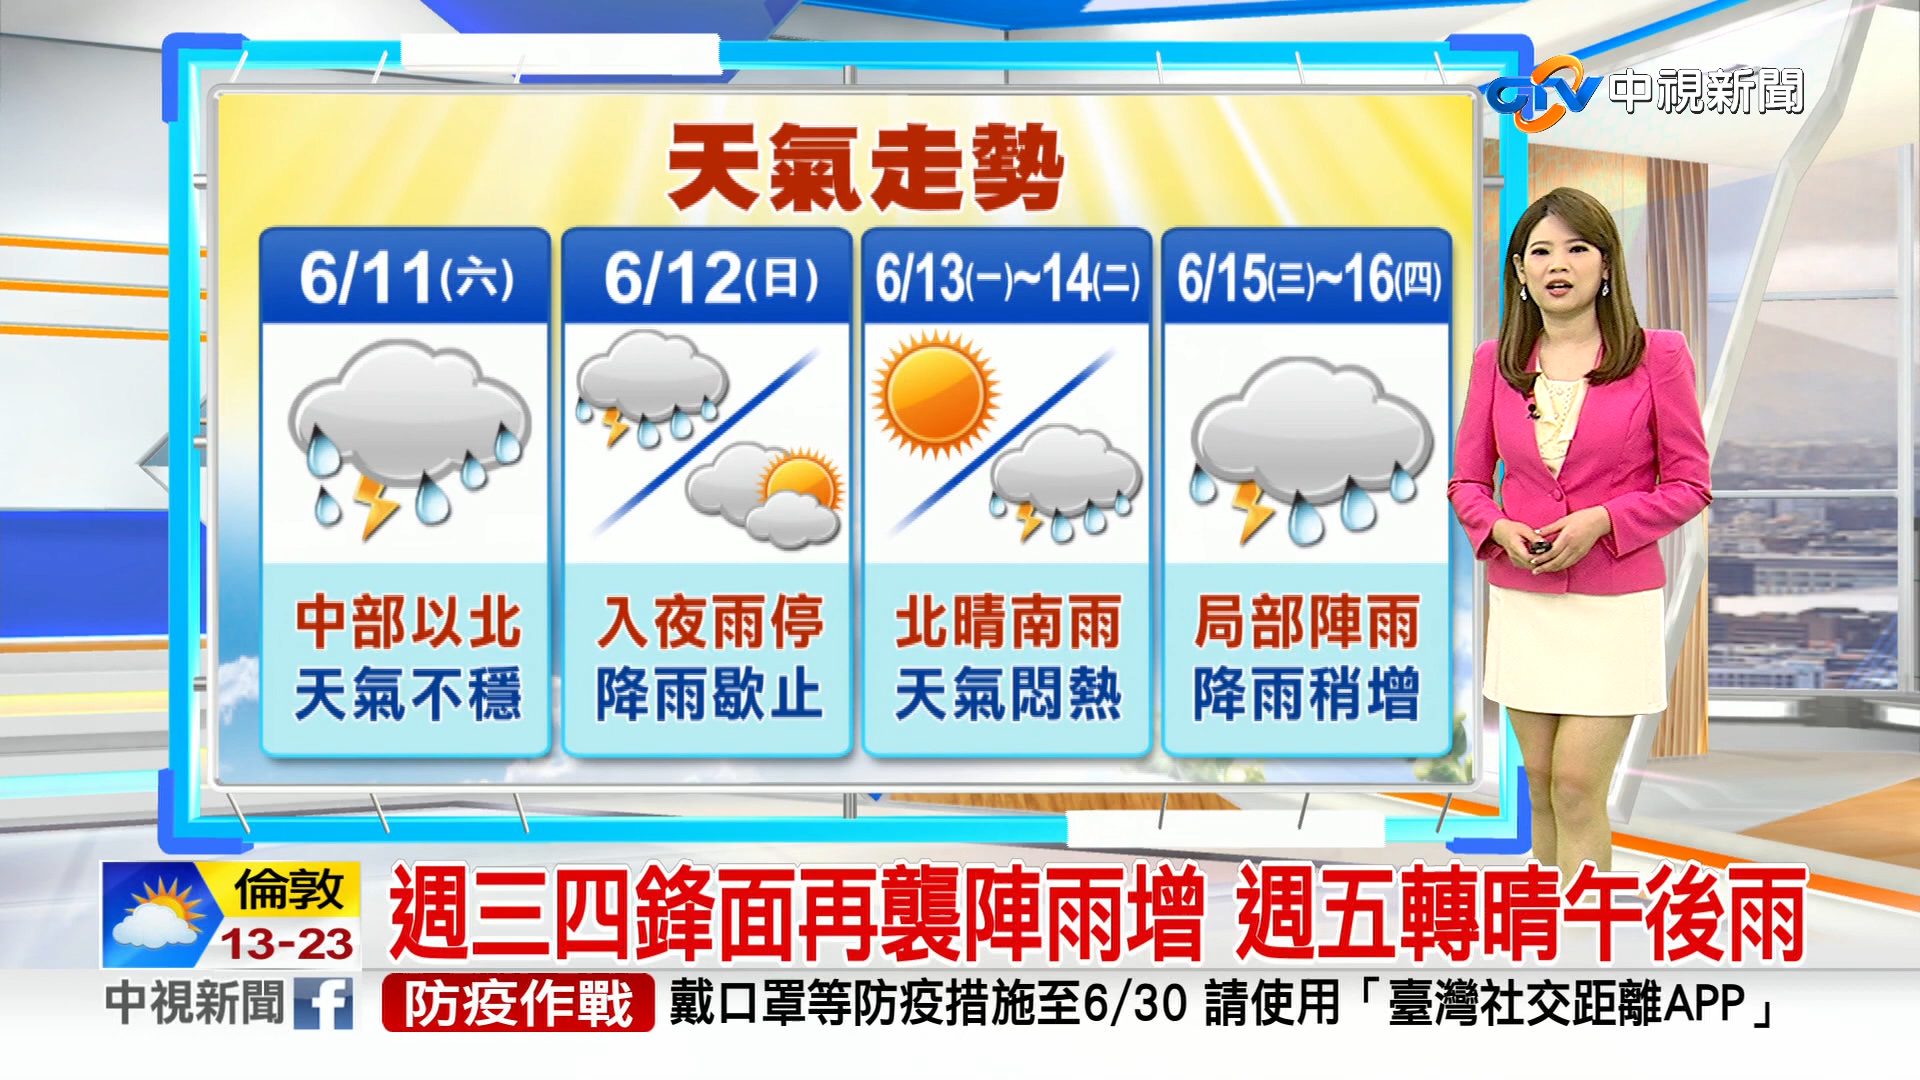 CTV 中視新聞
天氣走勢
6/11(六)
中部以北
天氣不穩
6/12(日)
入夜雨停
降雨歇止
6/13(一)~14(二)
北晴南雨
天氣悶熱
6/15(三)~16(四)
局部陣雨
降雨稍增
倫敦
13-23
週三四鋒面再襲陣雨增 週五轉晴午後雨
中視新聞 f
防疫作戰 戴口罩等防疫措施至6/30 請使用「臺灣社交距離APP」